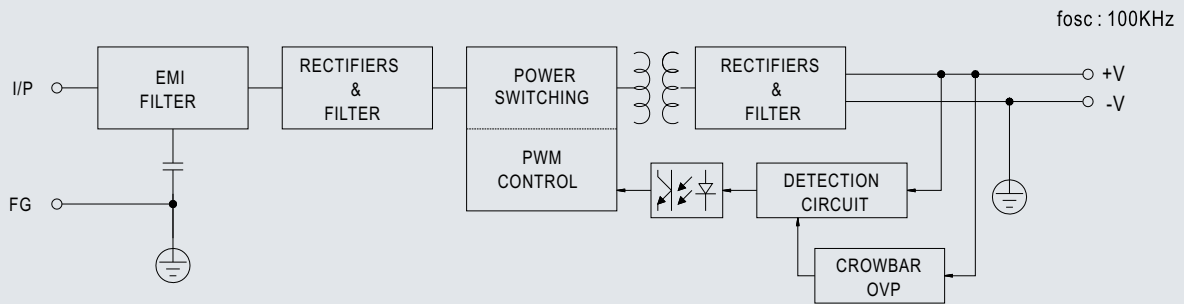 fosc : 100KHz
I/P
EMI
FILTER
RECTIFIERS
&
FILTER
POWER
SWITCHING
RECTIFIERS
&
FILTER
+V
-V
PWM
CONTROL
DETECTION
CIRCUIT
FG
CROWBAR
OVP